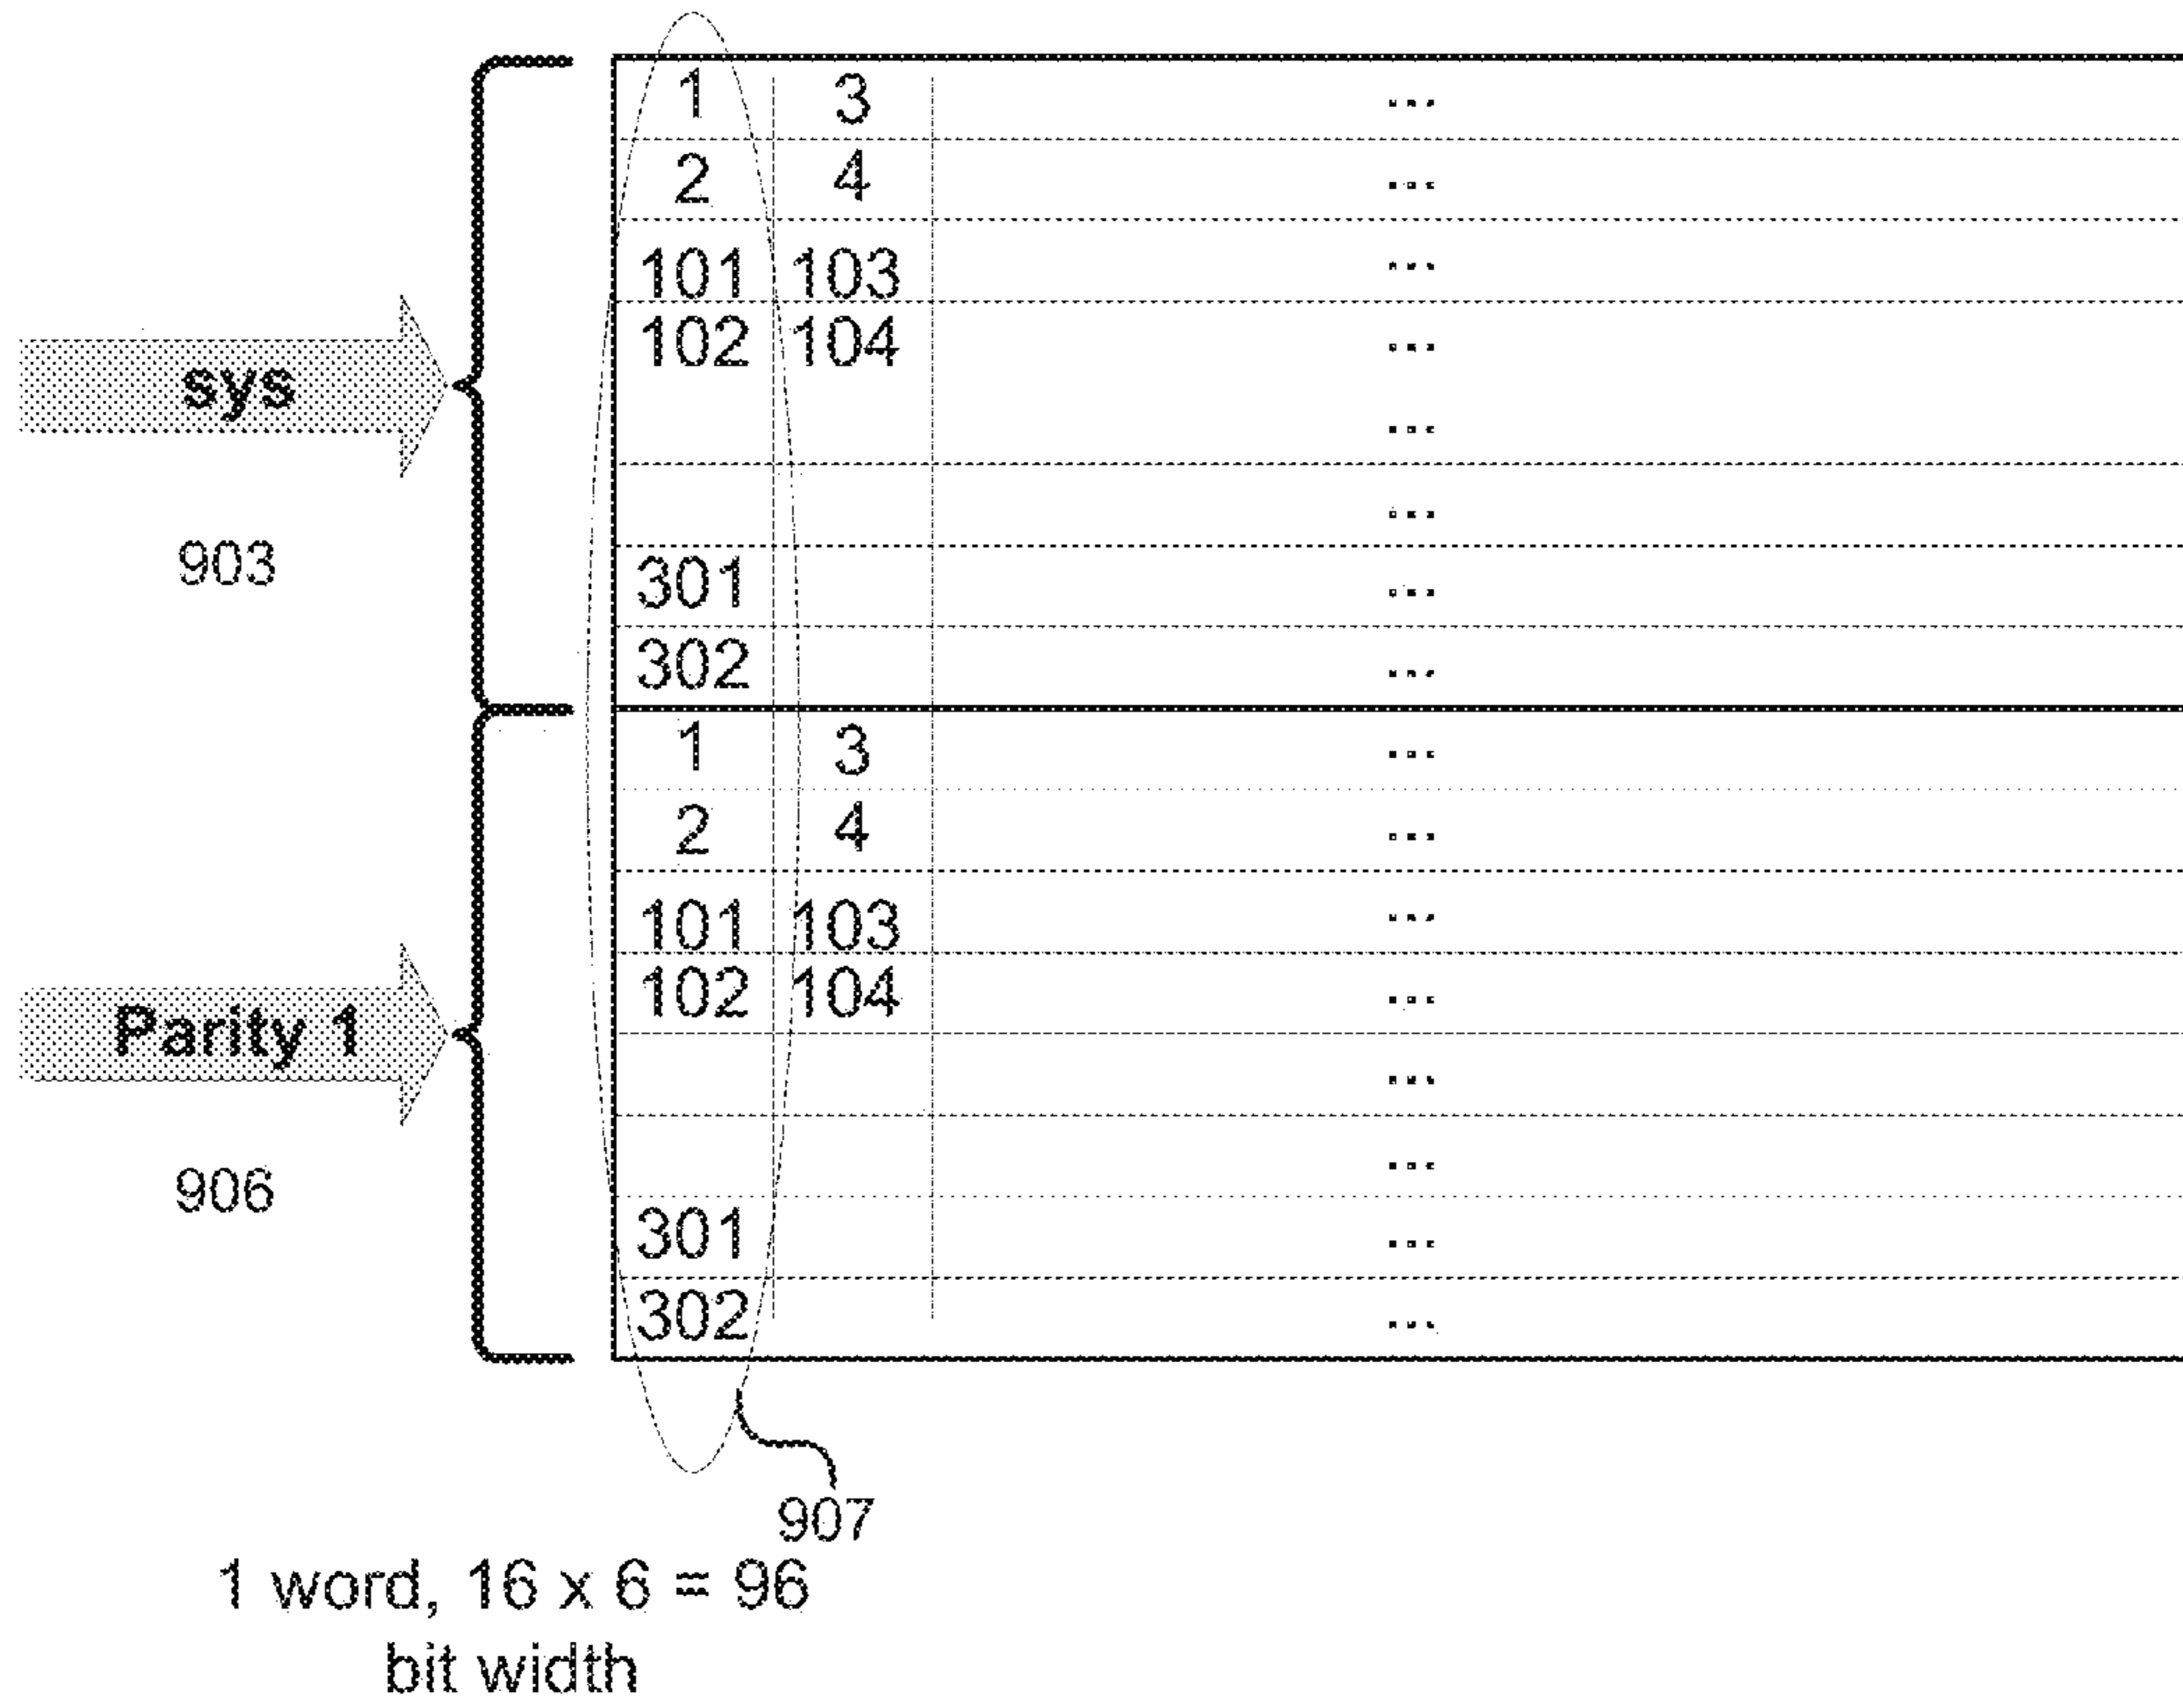 1 3 ...
2 4 ...
101 103 ...
102 104 ...
sys
...
...
903
301 ...
302 ...
1 3 ...
2 4 ...
101 103 ...
102 104 ...
Parity 1
...
...
906
301 ...
302 ...
907
1 word, 16 x 6 = 96
bit width